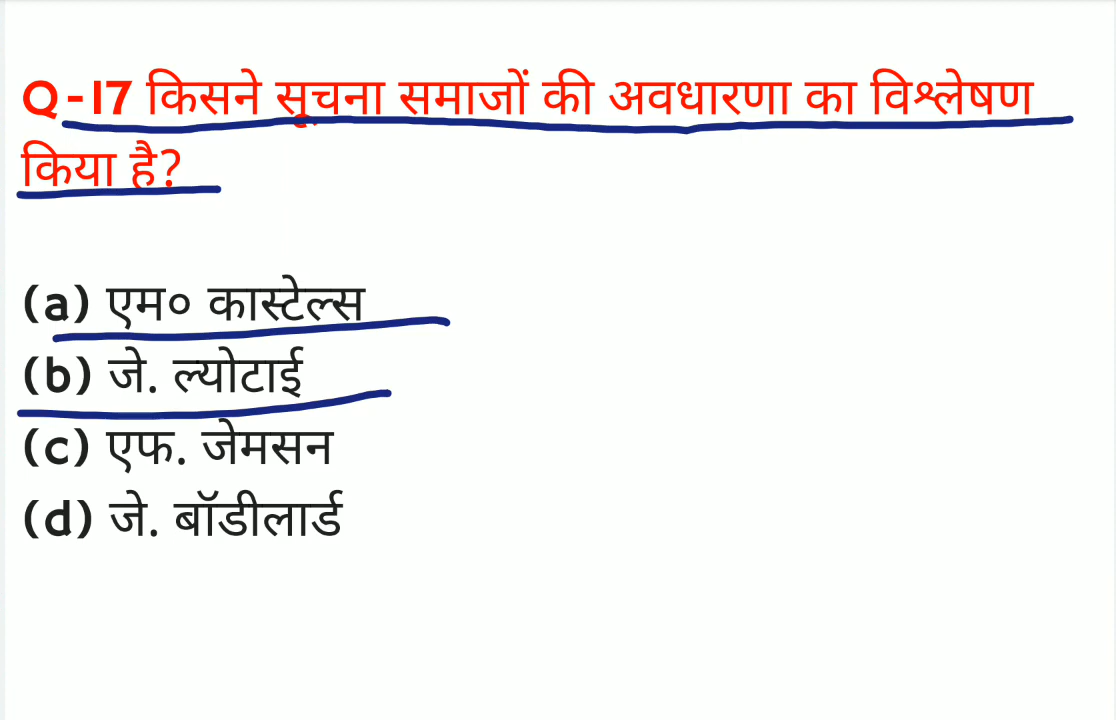 Q-17 किसने सूचना समाजों की अवधारणा का विश्लेषण
किया है?
(a) एम० कास्टेल्स
(b) जे. ल्योटाई
(c) एफ. जेमसन
(d) जे. बॉडीलार्ड